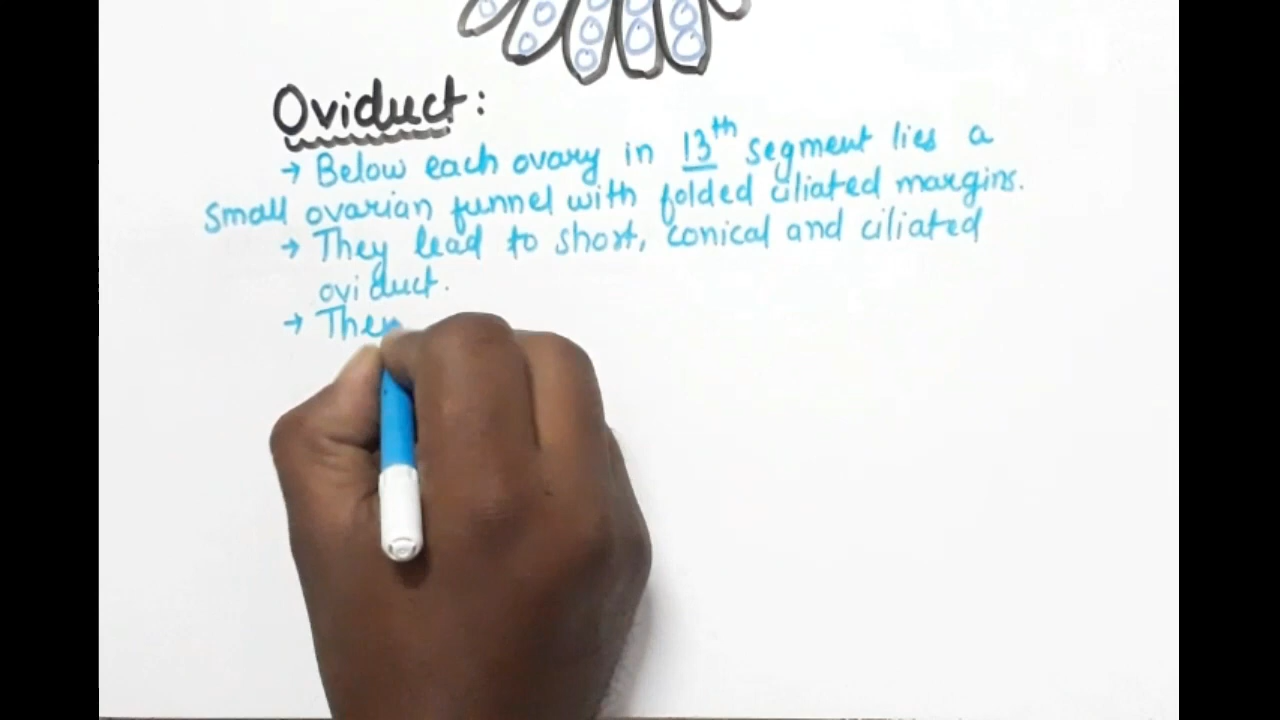 Oviduct:
→ Below each ovary in 13th segment lies a
small ovarian funnel with folded ciliated margins.
→ They lead to short, conical and ciliated
oviduct.
→ Then